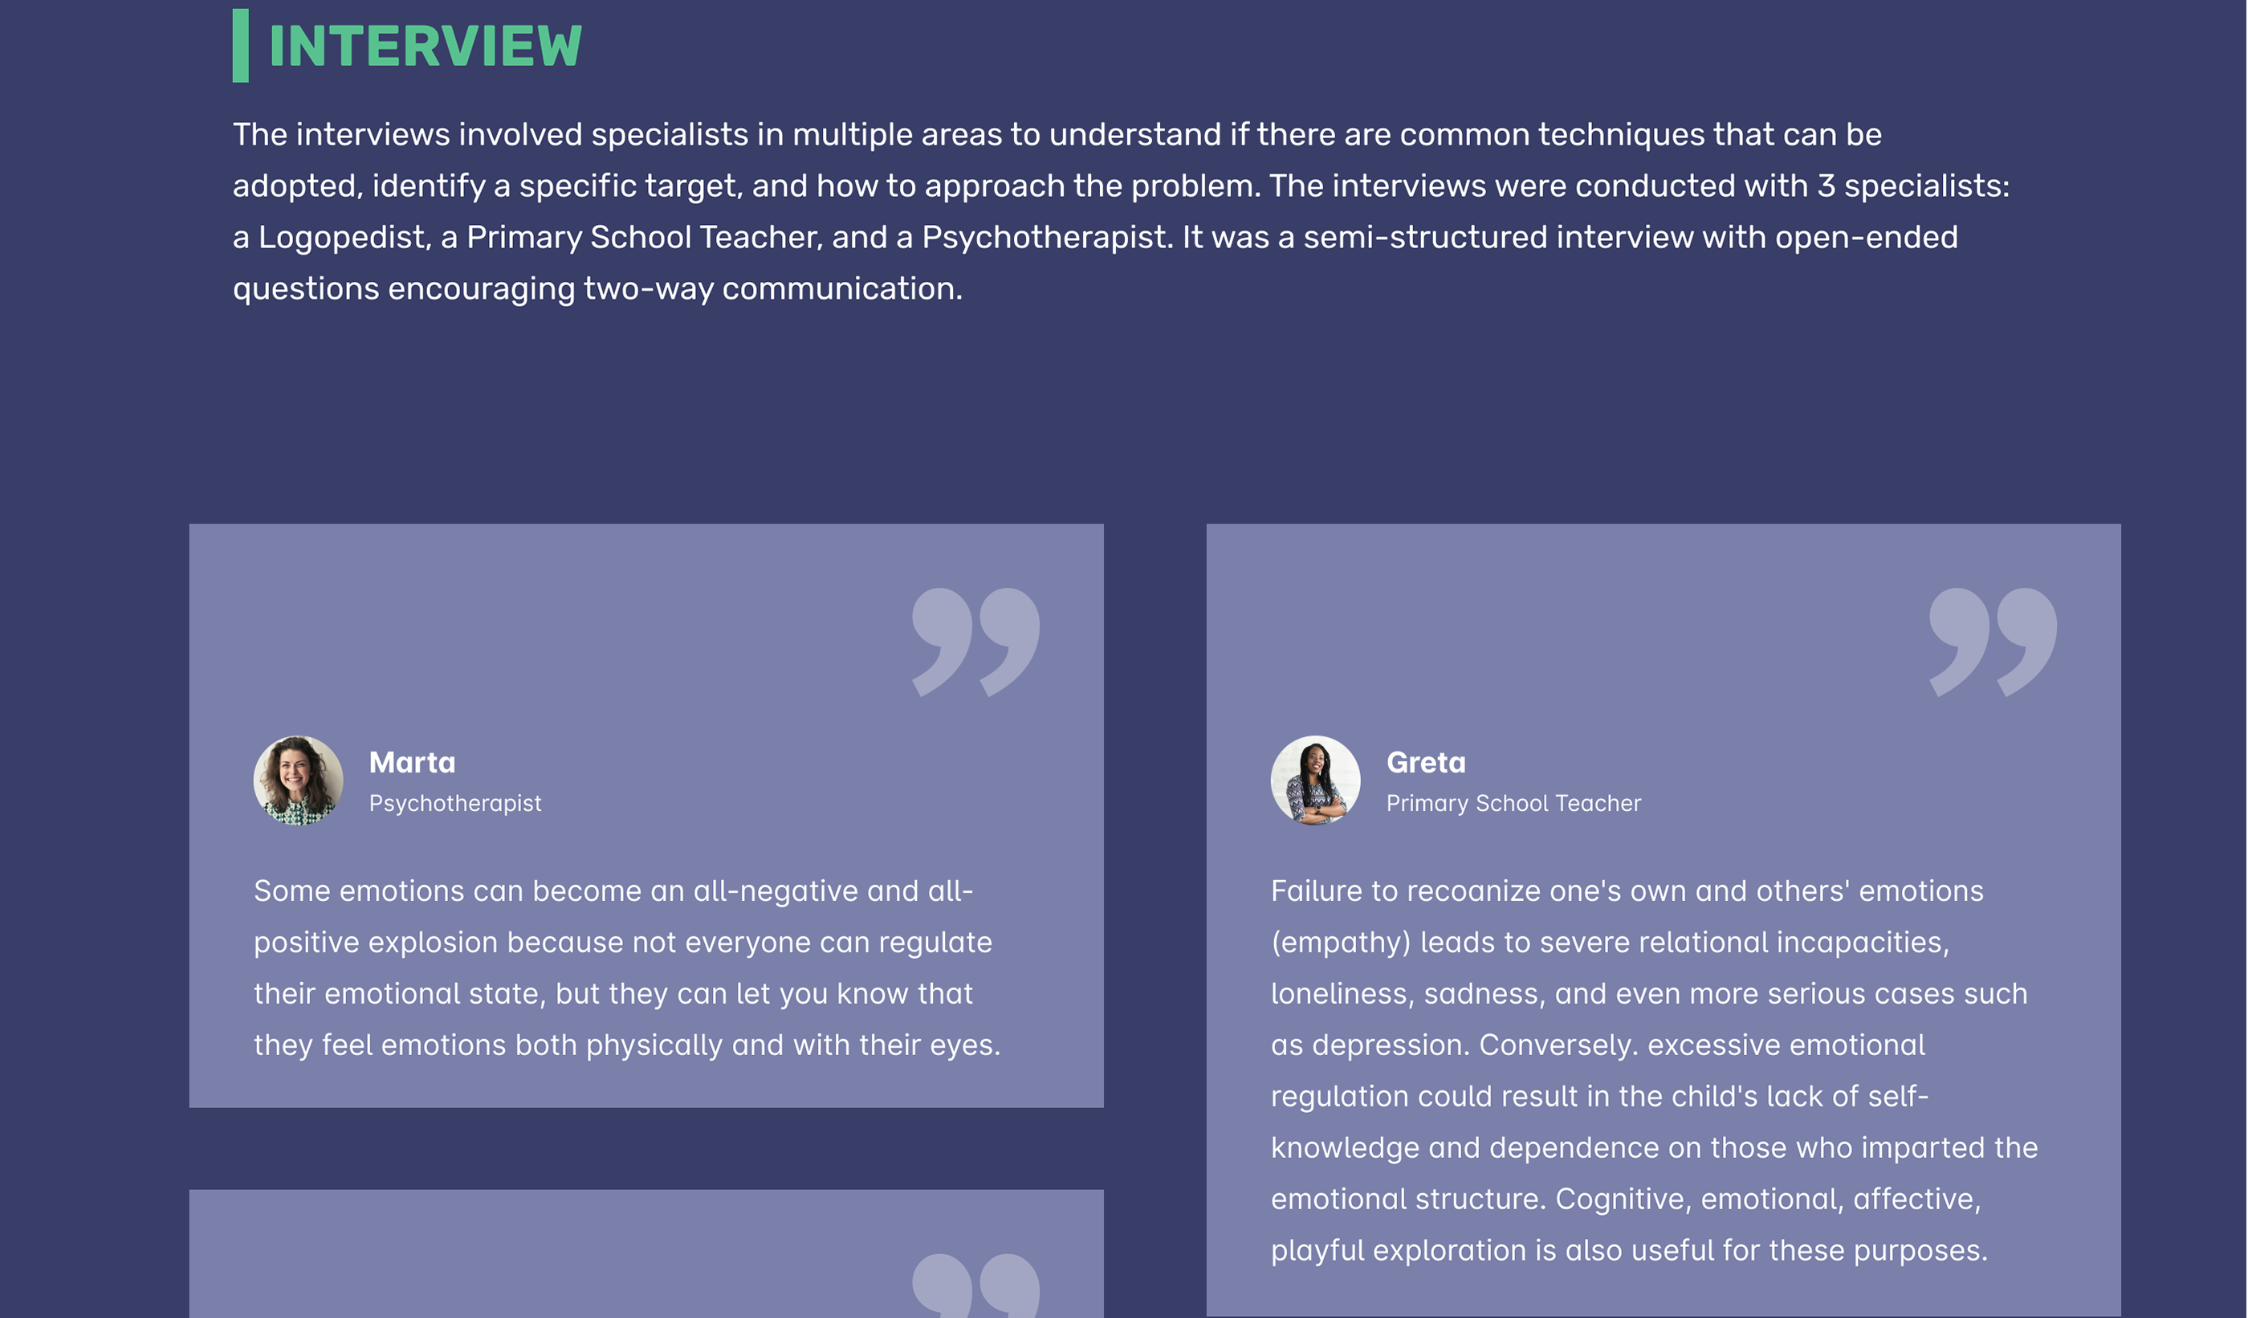 INTERVIEW
The interviews involved specialists in multiple areas to understand if there are common techniques that can be
adopted, identify a specific target, and how to approach the problem. The interviews were conducted with 3 specialists:
a Logopedist, a Primary School Teacher, and a Psychotherapist. It was a semi-structured interview with open-ended
questions encouraging two-way communication.
”
Marta
Psychotherapist
Some emotions can become an all-negative and all-
positive explosion because not everyone can regulate
their emotional state, but they can let you know that
they feel emotions both physically and with their eyes.
”
Greta
Primary School Teacher
Failure to recoanize one's own and others' emotions
(empathy) leads to severe relational incapacities,
loneliness, sadness, and even more serious cases such
as depression. Conversely. excessive emotional
regulation could result in the child's lack of self-
knowledge and dependence on those who imparted the
emotional structure. Cognitive, emotional, affective,
playful exploration is also useful for these purposes.
”